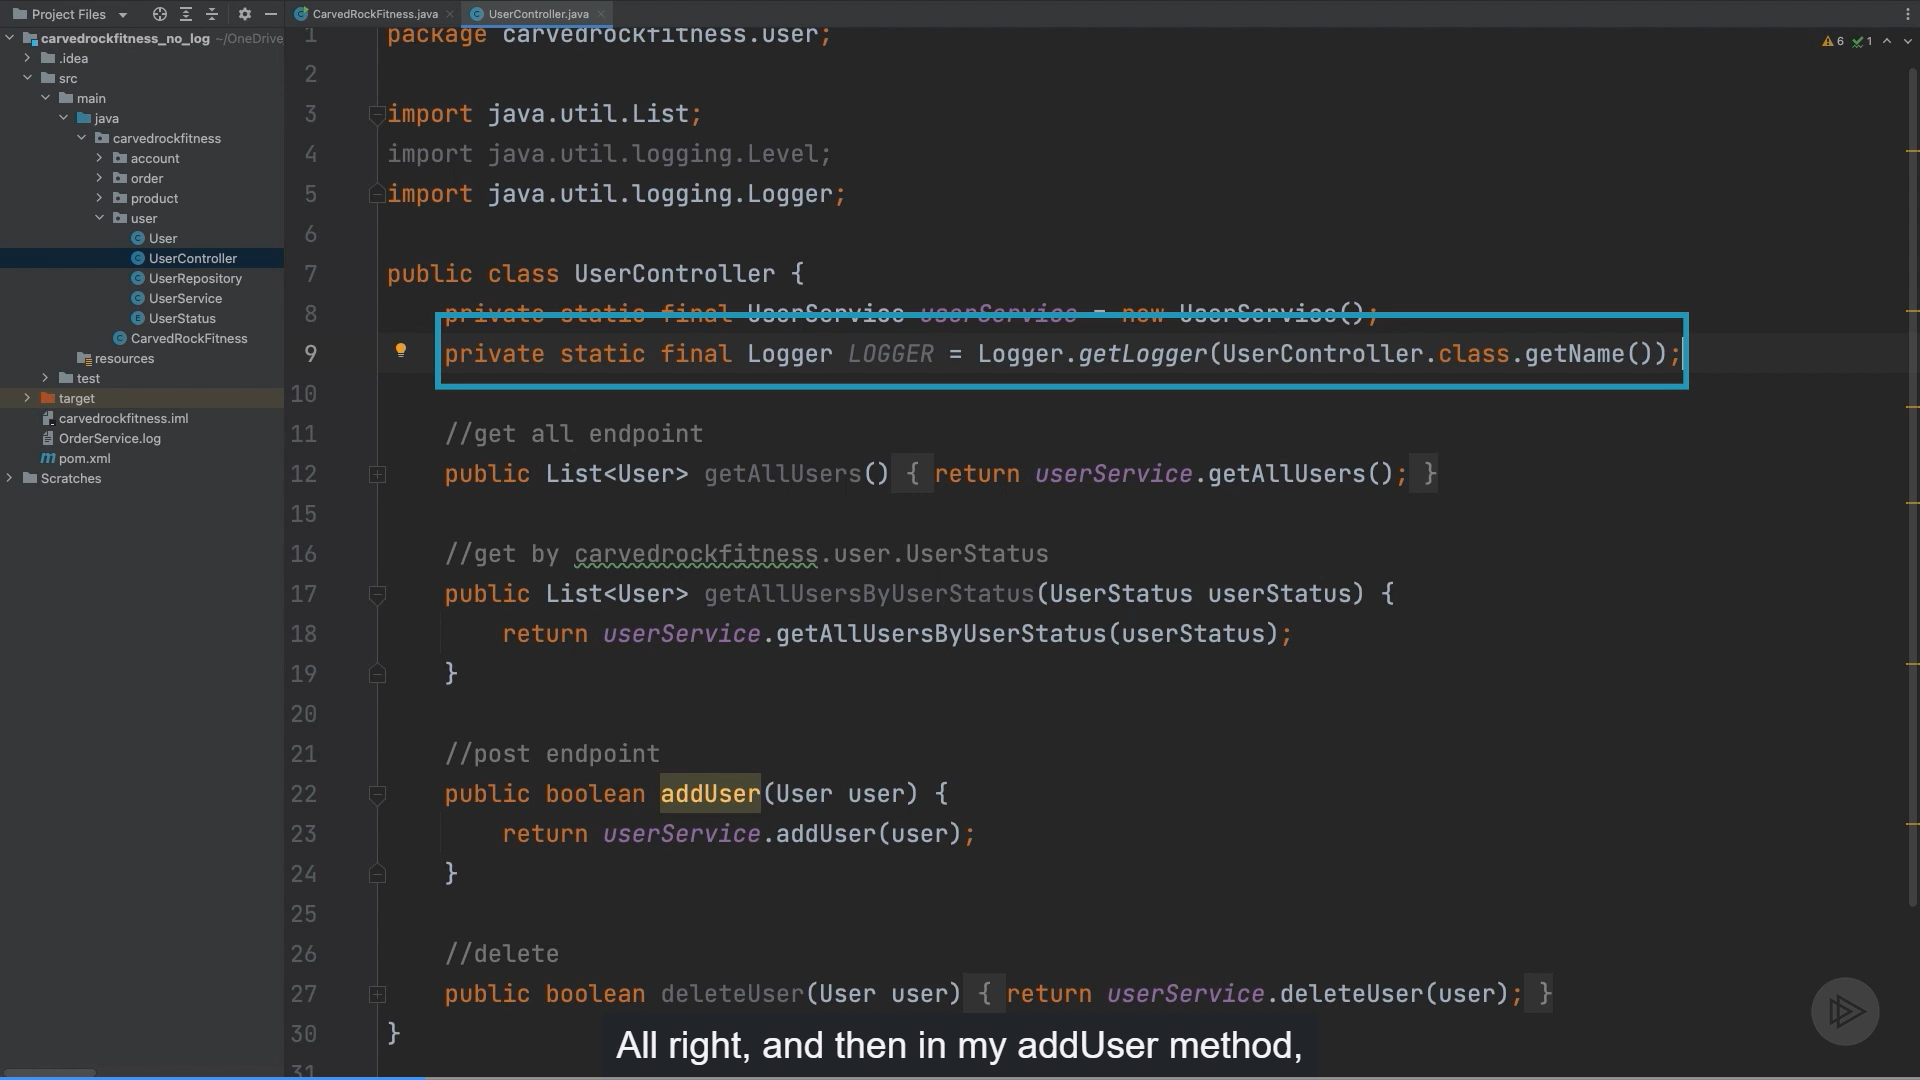 Project Files
CarvedRockFitness.java
UserController.java
carvedrockfitness_no_log ~/OneDrive
.idea
src
main
java
carvedrockfitness
account
order
product
user
User
UserController
UserRepository
UserService
UserStatus
CarvedRockFitness
resources
test
target
carvedrockfitness.iml
OrderService.log
pom.xml
Scratches
6 1
1 package carvedrockfitness.user;
2
3 import java.util.List;
4 import java.util.logging.Level;
5 import java.util.logging.Logger;
6
7 public class UserController {
8 private static final UserService userService = new UserService();
9 private static final Logger LOGGER = Logger.getLogger(UserController.class.getName());
10
11 //get all endpoint
12 public List<User> getAllUsers() { return userService.getAllUsers(); }
15
16 //get by carvedrockfitness.user.UserStatus
17 public List<User> getAllUsersByUserStatus(UserStatus userStatus) {
18 return userService.getAllUsersByUserStatus(userStatus);
19 }
20
21 //post endpoint
22 public boolean addUser(User user) {
23 return userService.addUser(user);
24 }
25
26 //delete
27 public boolean deleteUser(User user) { return userService.deleteUser(user); }
30 }
31
All right, and then in my addUser method,